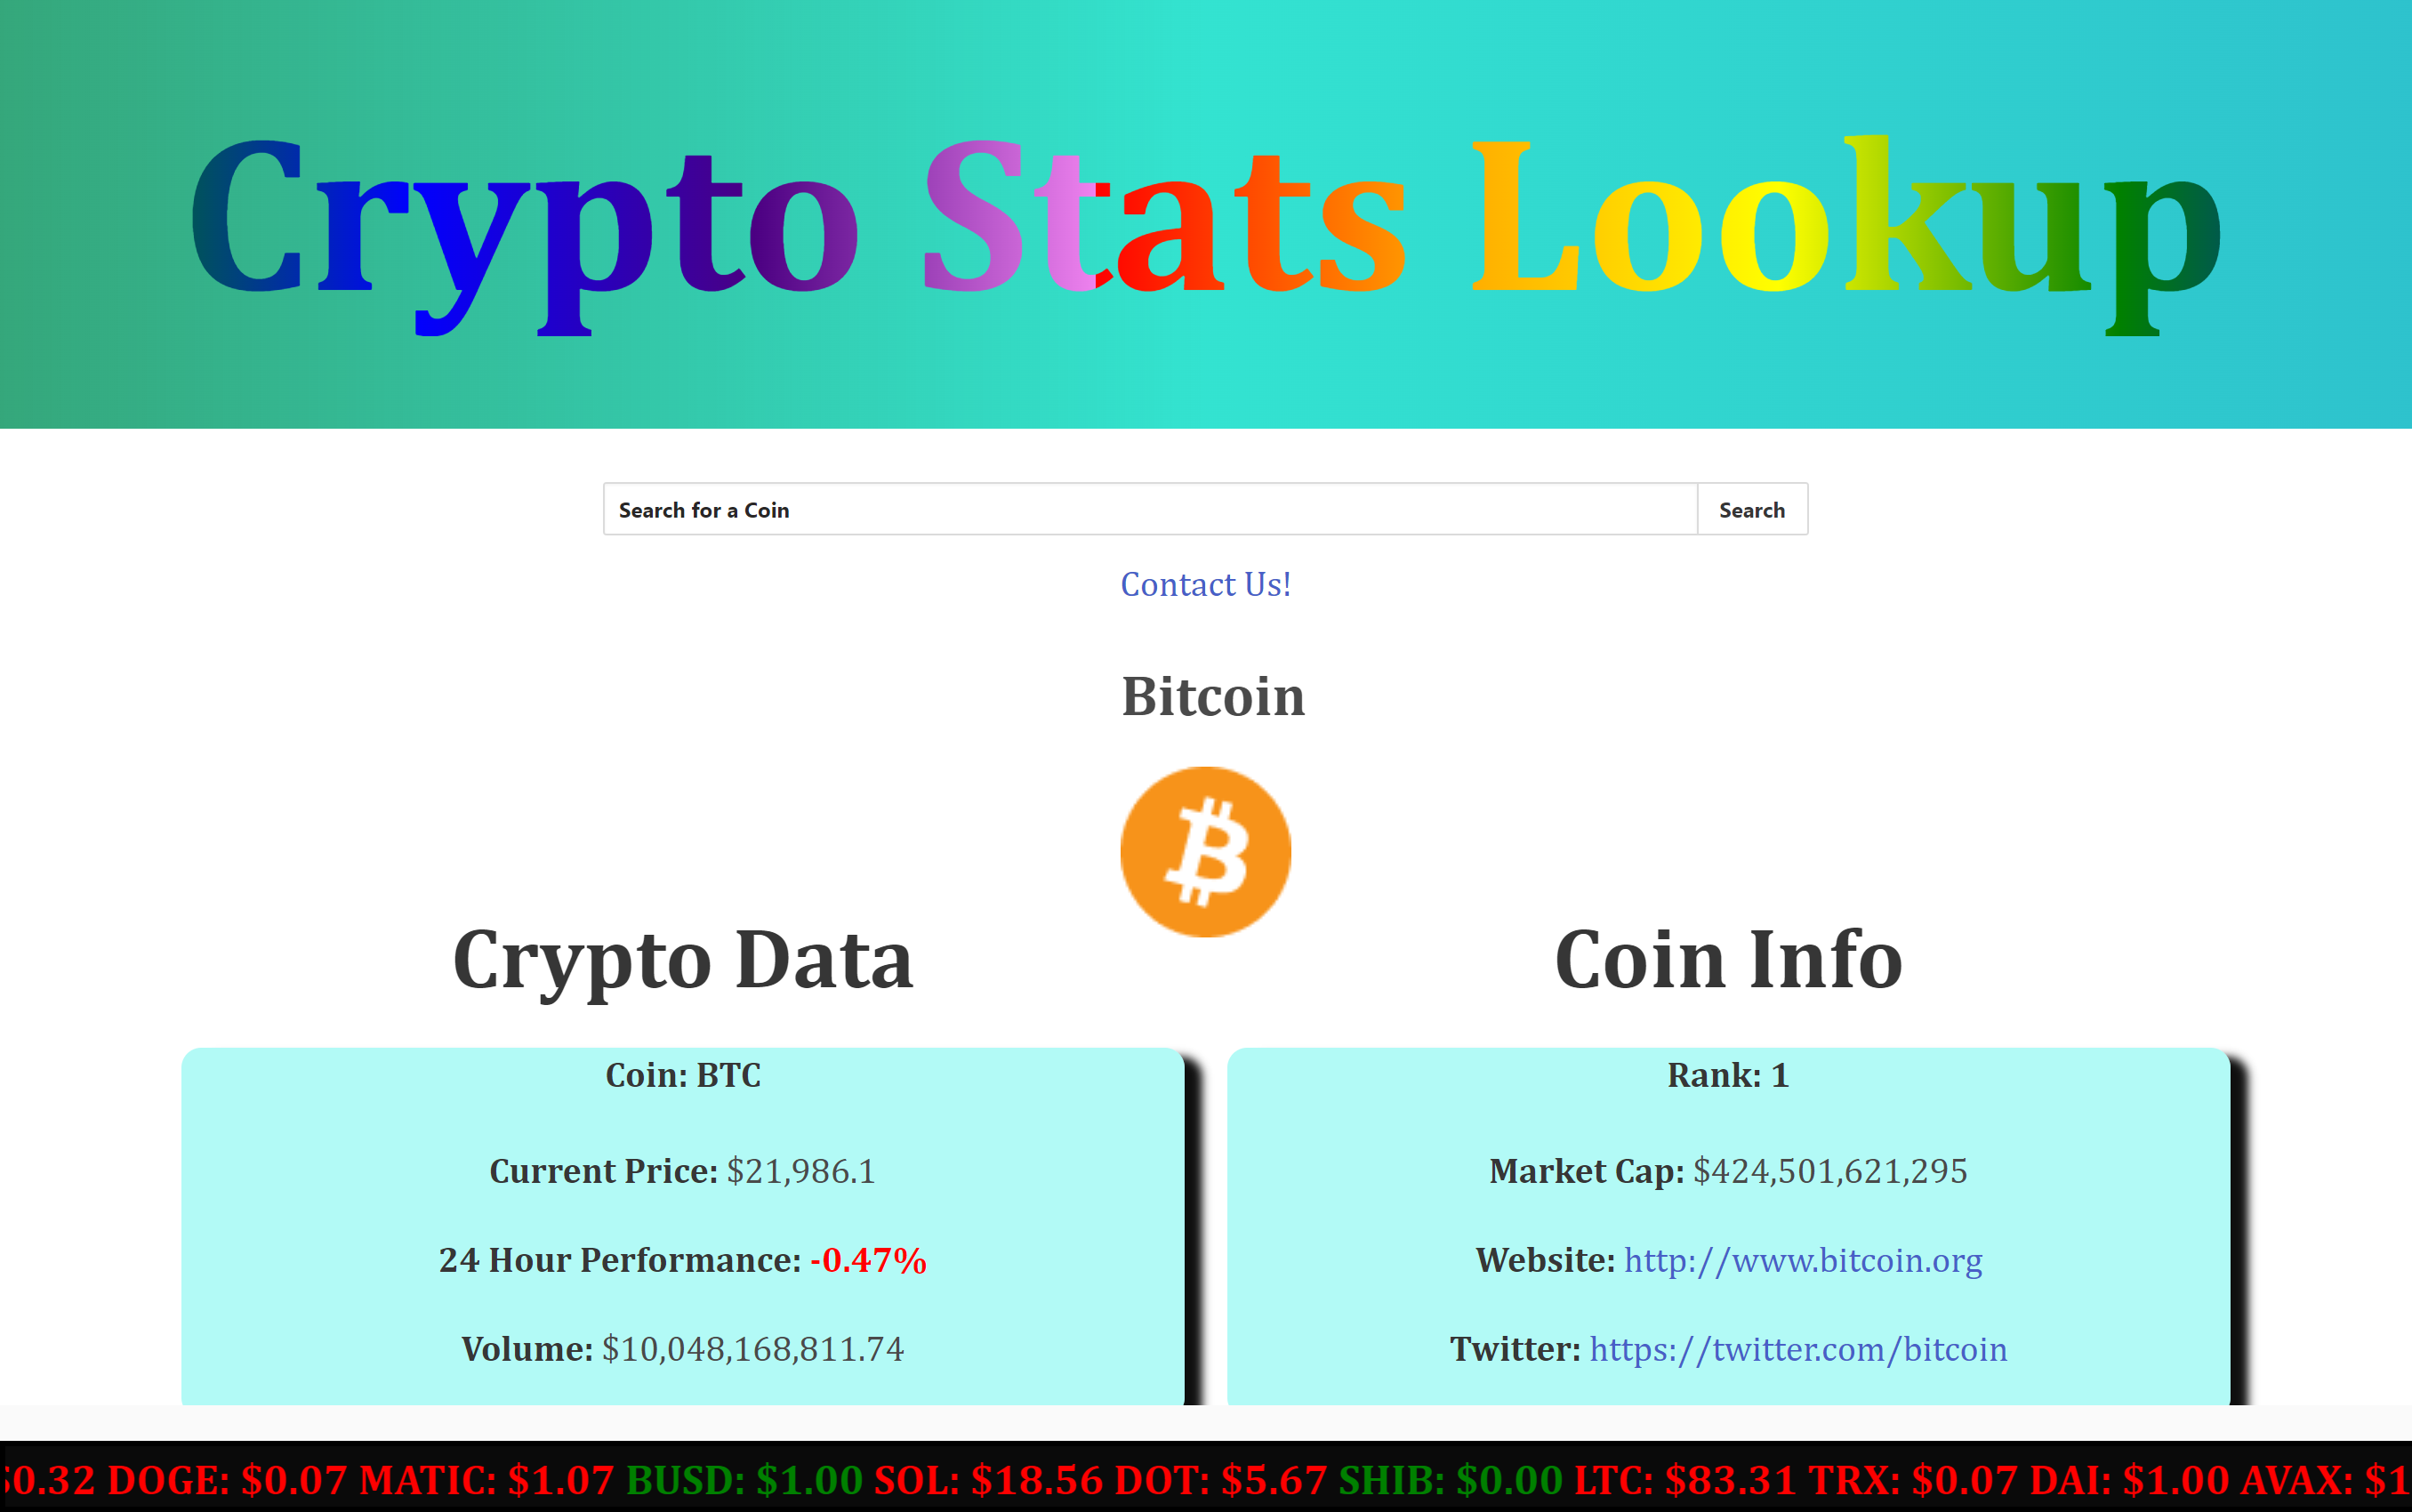 Crypto Stats Lookup
Search for a Coin
Search
Contact Us!
Bitcoin
Crypto Data
Coin: BTC
Current Price: $21,986.1
24 Hour Performance: -0.47%
Volume: $10,048,168,811.74
Coin Info
Rank: 1
Market Cap: $424,501,621,295
Website: http://www.bitcoin.org
Twitter: https://twitter.com/bitcoin
$0.32 DOGE: $0.07 MATIC: $1.07 BUSD: $1.00 SOL: $18.56 DOT: $5.67 SHIB: $0.00 LTC: $83.31 TRX: $0.07 DAI: $1.00 AVAX: $1